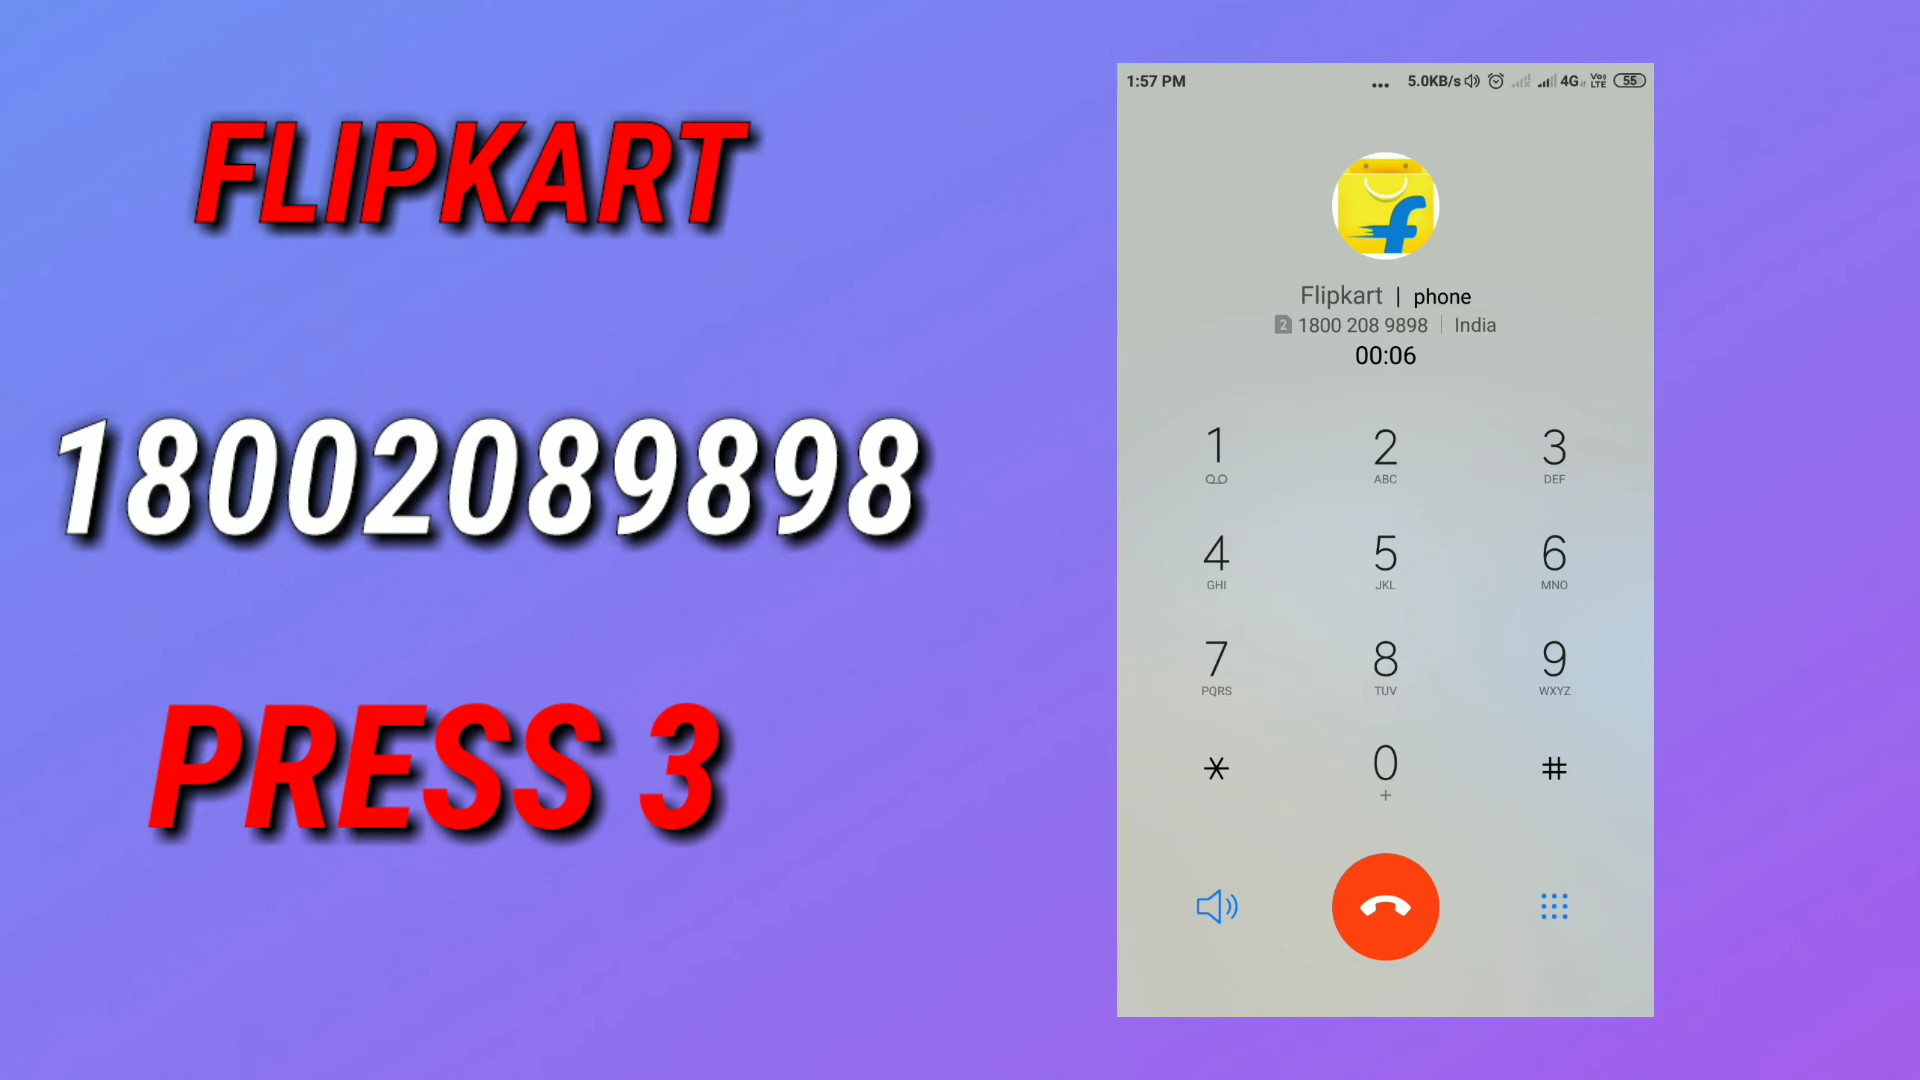 FLIPKART
18002089898
PRESS 3
1:57 PM ... 5.0KB/s 4G Vo) LTE 55
f
Flipkart | phone
2 1800 208 9898 | India
00:06
1 2 3
ABC DEF
4 5 6
GHI JKL MNO
7 8 9
PQRS TUV WXYZ
* 0 #
+